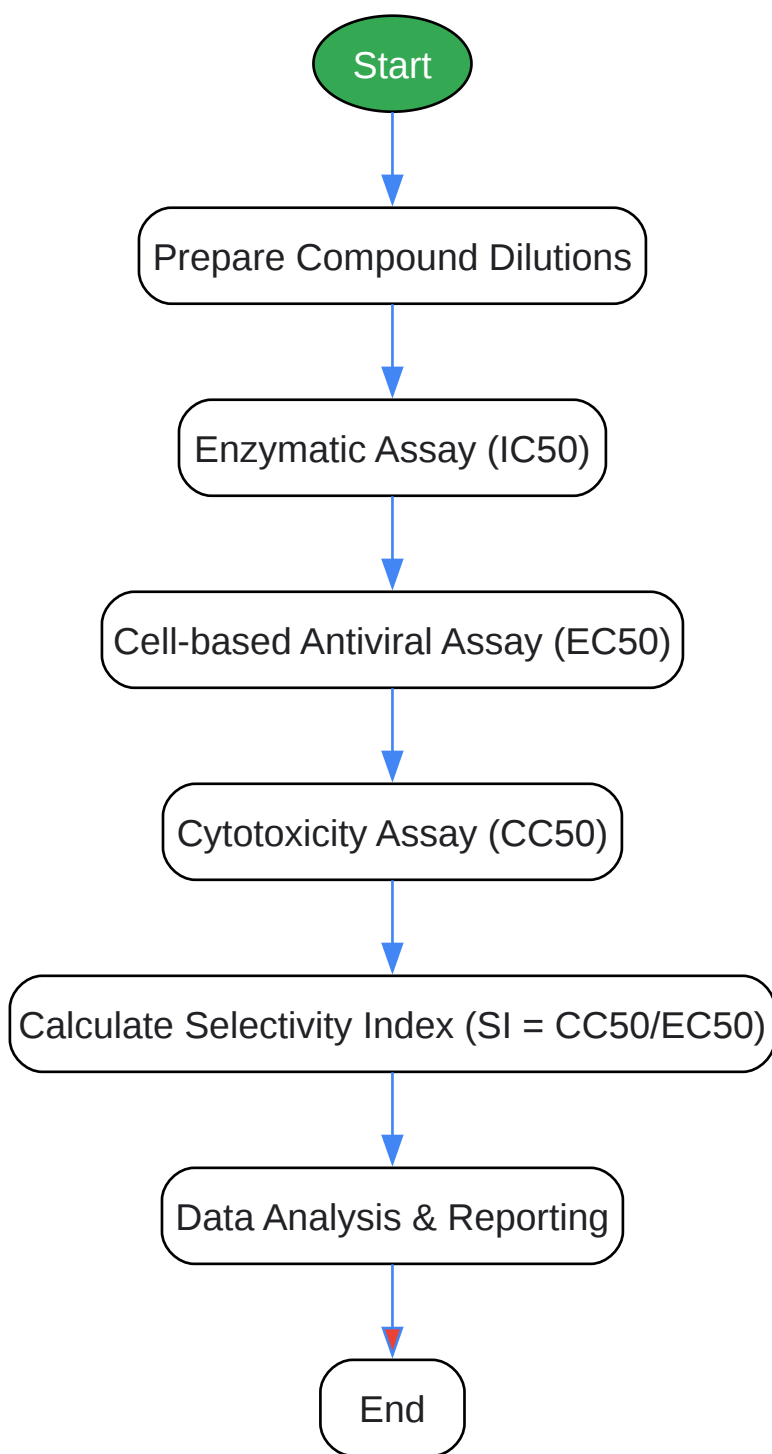 Start
Prepare Compound Dilutions
Enzymatic Assay (IC50)
Cell-based Antiviral Assay (EC50)
Cytotoxicity Assay (CC50)
Calculate Selectivity Index (SI = CC50/EC50)
Data Analysis & Reporting
End